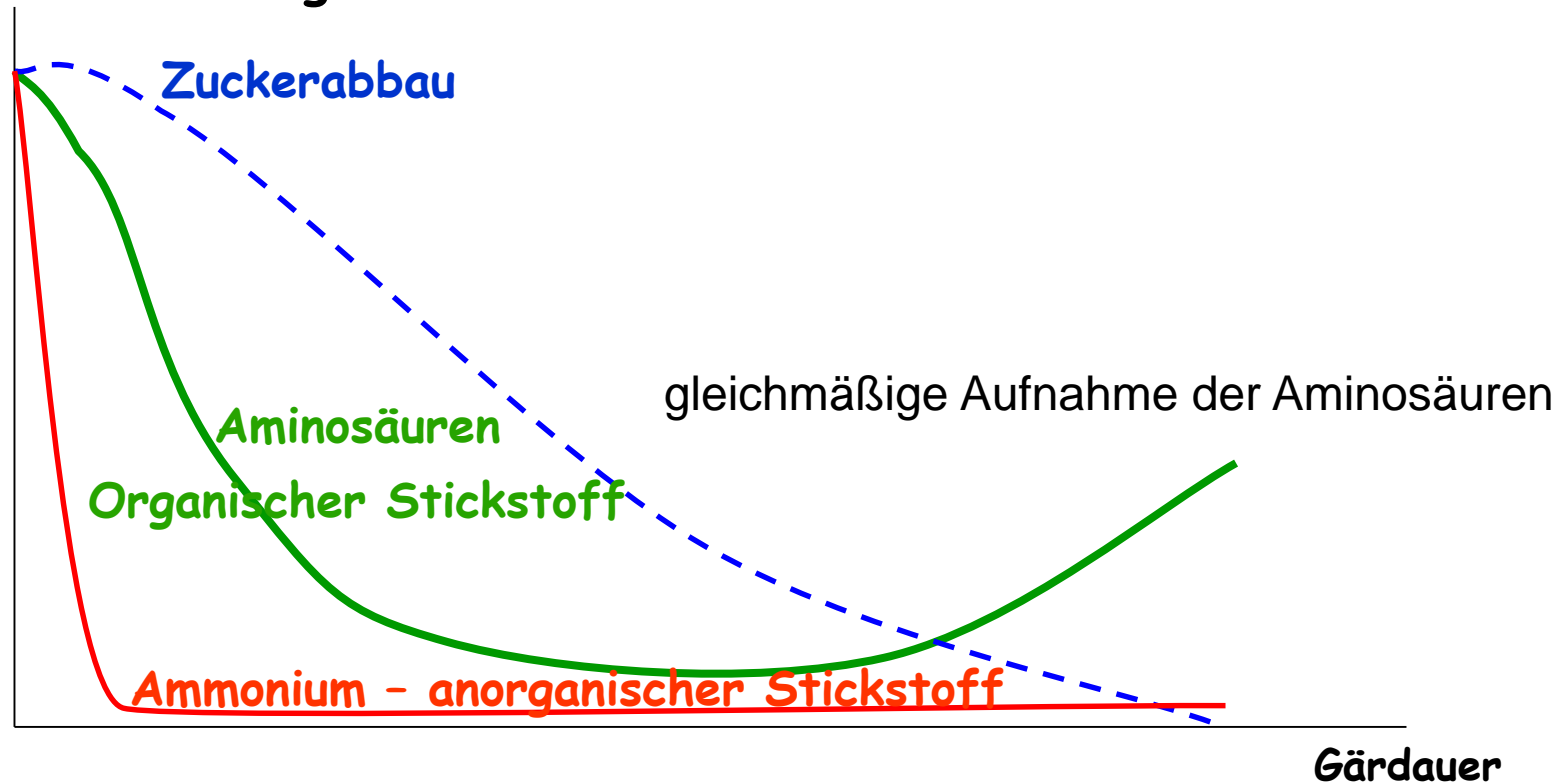 Zuckerabbau
gleichmäßige Aufnahme der Aminosäuren
Aminosäuren
Organischer Stickstoff
Ammonium – anorganischer Stickstoff
Gärdauer